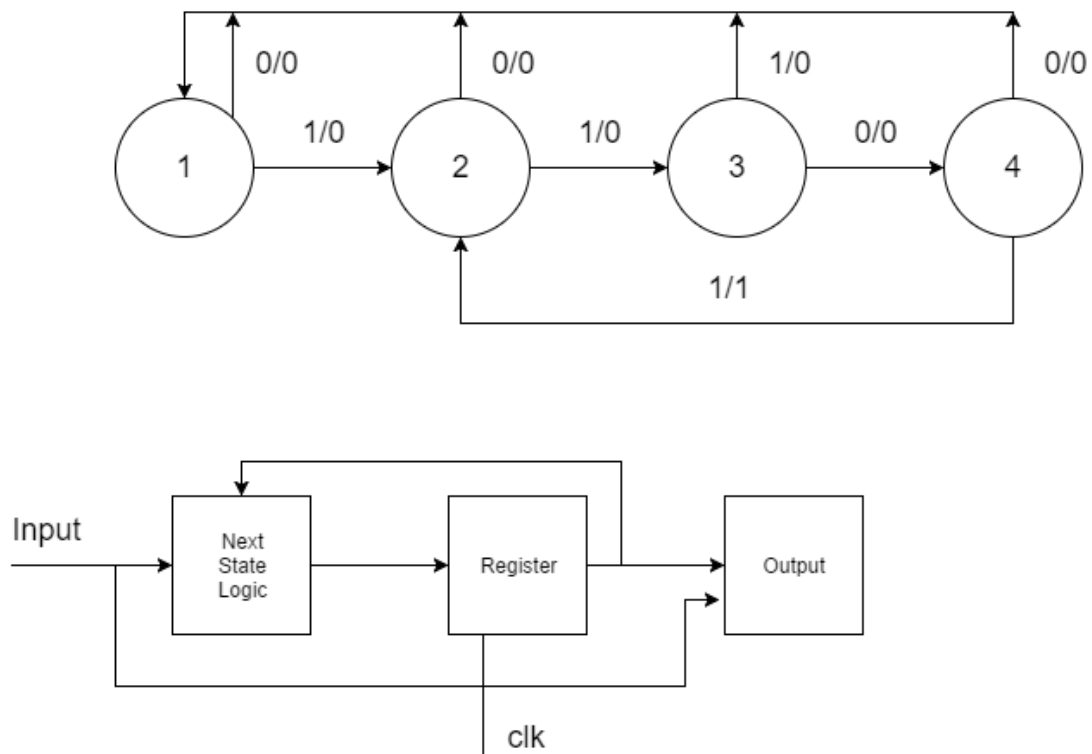 0/0
0/0
1/0
0/0
1/0
1/0
0/0
1
2
3
4
1/1
Input
Next
State
Logic
Register
Output
clk